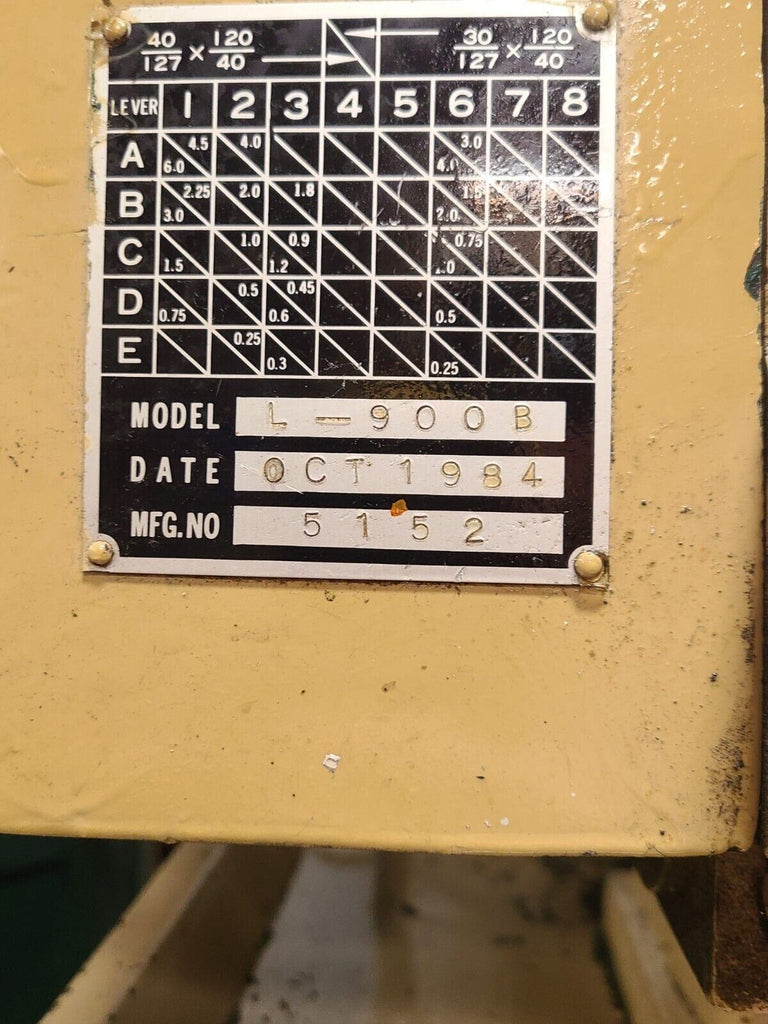 40/127 × 120/40 30/127 × 120/40
LEVER 1 2 3 4 5 6 7 8
A 6.0 4.5 4.0 3.0
B 3.0 2.25 2.0 1.8 2.0 1.5
C 1.5 1.0 1.2 0.9 0.75
D 0.75 0.5 0.6 0.45 0.5
E 0.25 0.3 0.25
MODEL L-900B
DATE OCT 1984
MFG.NO 5152